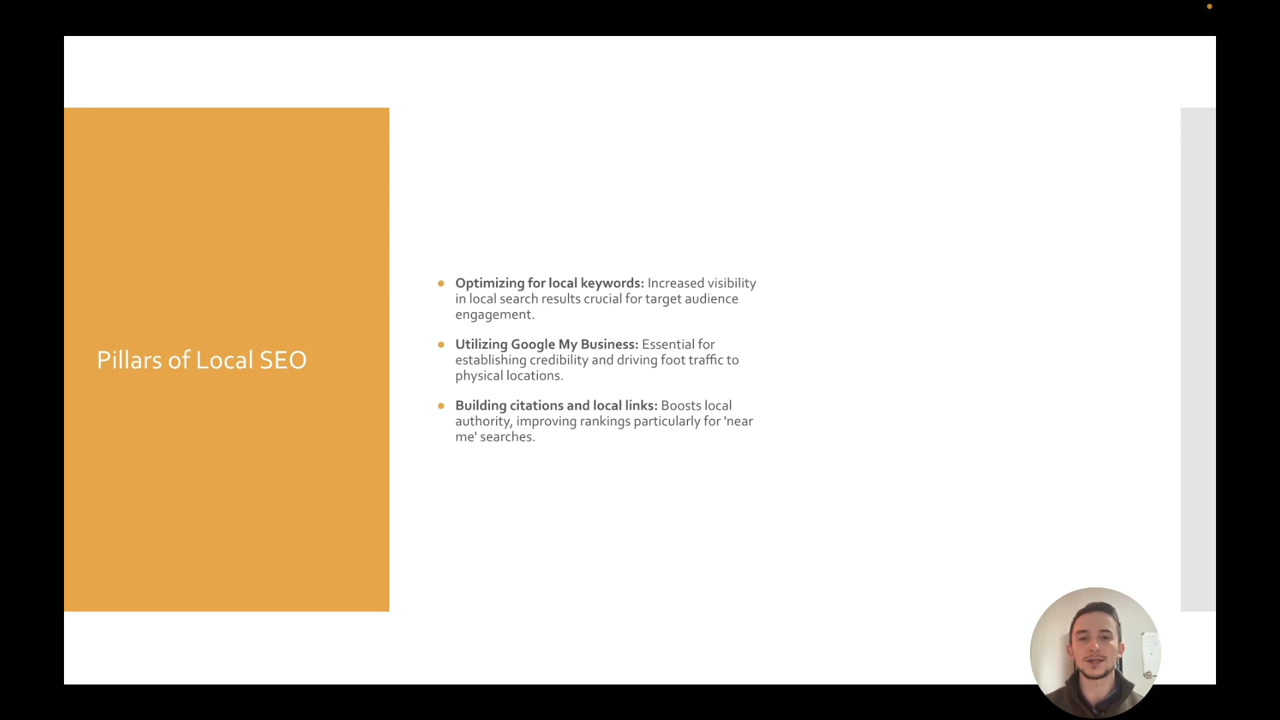 Pillars of Local SEO
Optimizing for local keywords: Increased visibility
in local search results crucial for target audience
engagement.
Utilizing Google My Business: Essential for
establishing credibility and driving foot traffic to
physical locations.
Building citations and local links: Boosts local
authority, improving rankings particularly for 'near
me' searches.